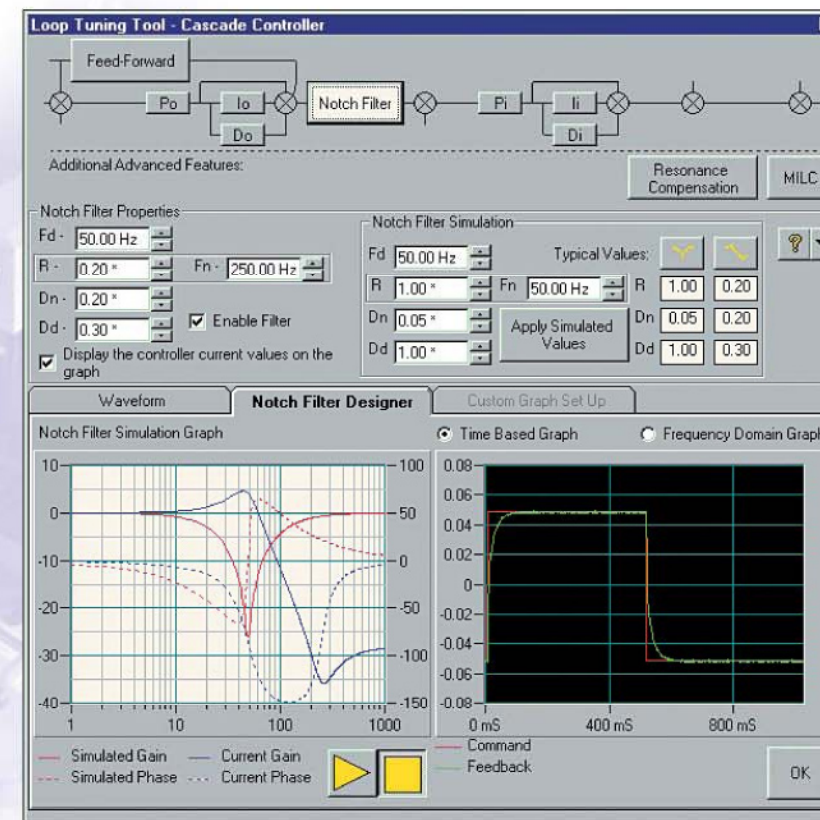 Loop Tuning Tool - Cascade Controller
Feed-Forward
Po Io Notch Filter Pi Ii
Do Di
Additional Advanced Features:
Resonance Compensation MILC
Notch Filter Properties
Fd - 50.00 Hz
R - 0.20 * Fn - 250.00 Hz
Dn - 0.20 *
Dd - 0.30 * Enable Filter
Display the controller current values on the
graph
Notch Filter Simulation
Fd 50.00 Hz Typical Values:
R 1.00 * Fn 50.00 Hz R 1.00 0.20
Dn 0.05 * Apply Simulated Values Dn 0.05 0.20
Dd 1.00 * Dd 1.00 0.30
?
Waveform Notch Filter Designer Custom Graph Set Up
Notch Filter Simulation Graph
Time Based Graph Frequency Domain Graph
10 100
0 50
-10 0
-20 -50
-30 -100
-40 -150
1 10 100 1000
Simulated Gain Current Gain
Simulated Phase Current Phase
0.08
0.06
0.04
0.02
0
-0.02
-0.04
-0.06
-0.08
0 mS 400 mS 800 mS
Command
Feedback
OK